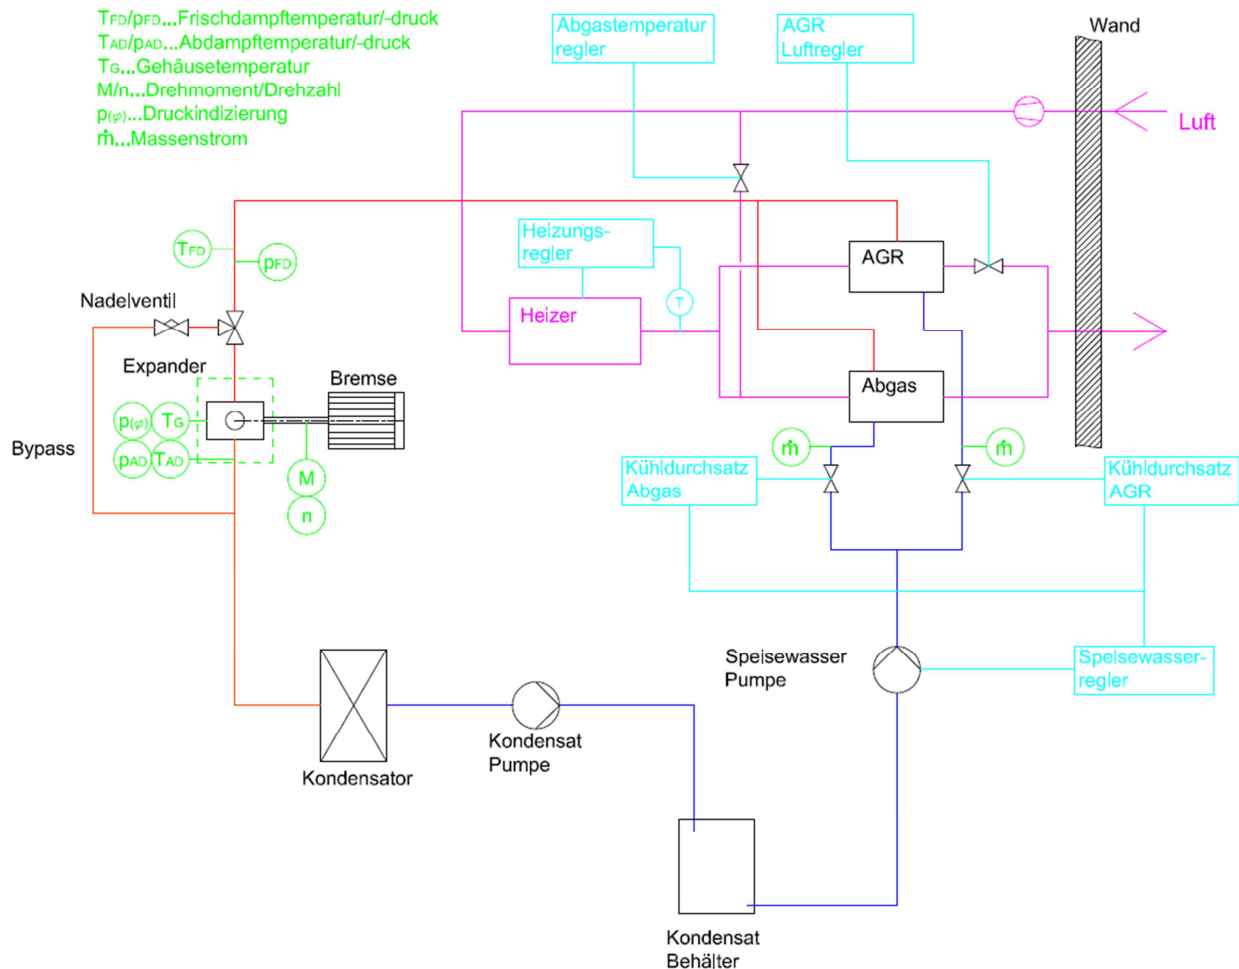 TFD/pFD...Frischdampftemperatur/-druck
TAD/pAD...Abdampftemperatur/-druck
TG...Gehäusetemperatur
M/n...Drehmoment/Drehzahl
p(φ)...Druckindizierung
ṁ...Massenstrom
Abgastemperatur
regler
AGR
Luftregler
Wand
Luft
TFD
pFD
Heizungs-
regler
AGR
T
Nadelventil
Heizer
Expander
Bremse
Abgas
p(φ)
TG
Bypass
pAD
TAD
M
n
ṁ
ṁ
Kühldurchsatz
Abgas
Kühldurchsatz
AGR
Speisewasser
Pumpe
Speisewasser-
regler
Kondensat
Pumpe
Kondensator
Kondensat
Behälter